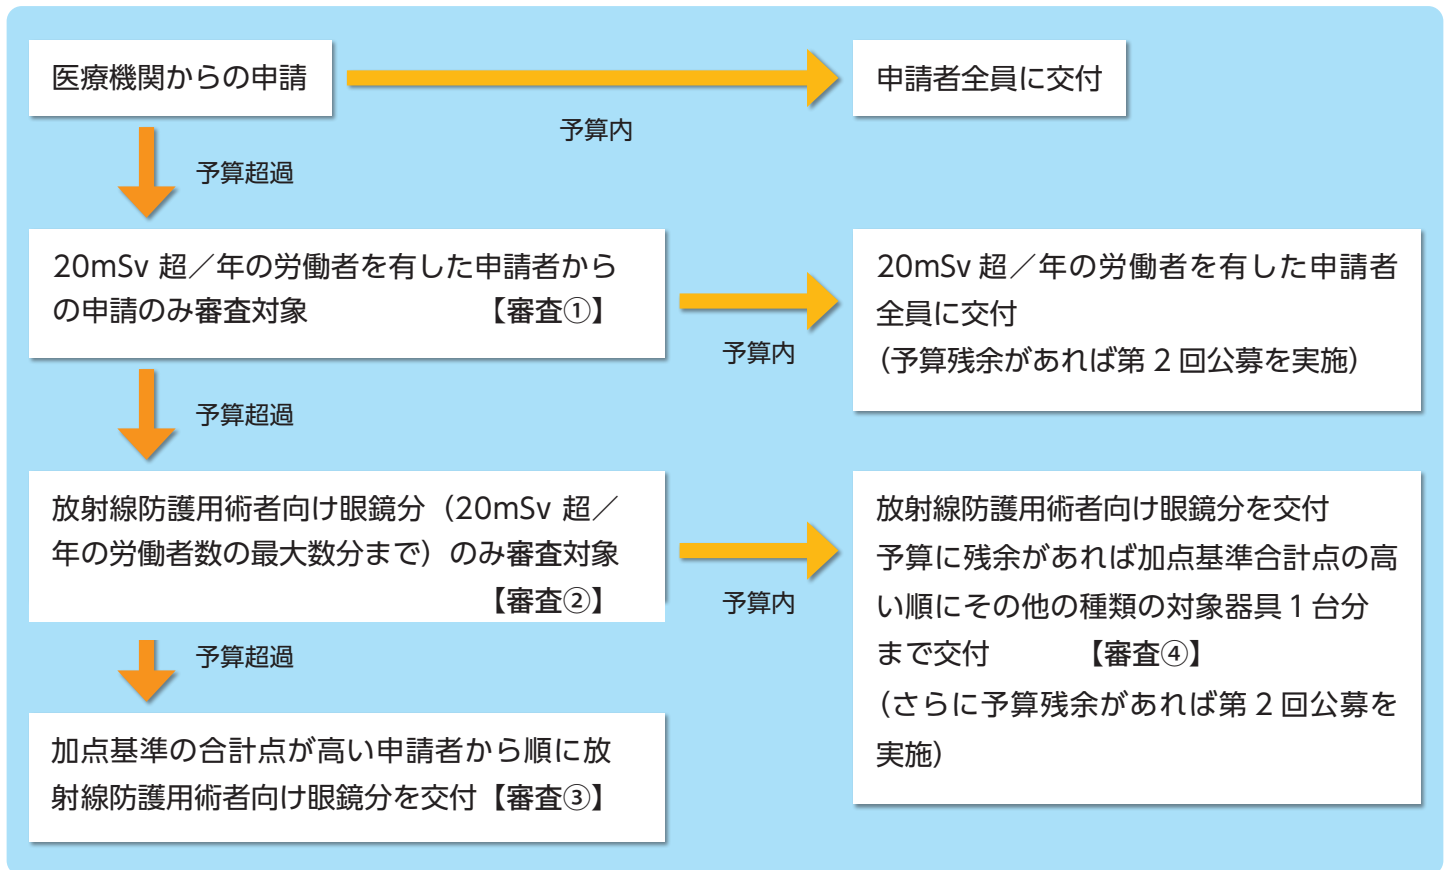 医療機関からの申請
予算内
申請者全員に交付
予算超過
20mSv 超／年の労働者を有した申請者から
の申請のみ審査対象 【審査①】
予算内
20mSv 超／年の労働者を有した申請者
全員に交付
（予算残余があれば第 2 回公募を実施）
予算超過
放射線防護用術者向け眼鏡分（20mSv 超／
年の労働者数の最大数分まで）のみ審査対象
【審査②】
予算内
放射線防護用術者向け眼鏡分を交付
予算に残余があれば加点基準合計点の高
い順にその他の種類の対象器具 1 台分
まで交付 【審査④】
（さらに予算残余があれば第 2 回公募を
実施）
予算超過
加点基準の合計点が高い申請者から順に放
射線防護用術者向け眼鏡分を交付【審査③】